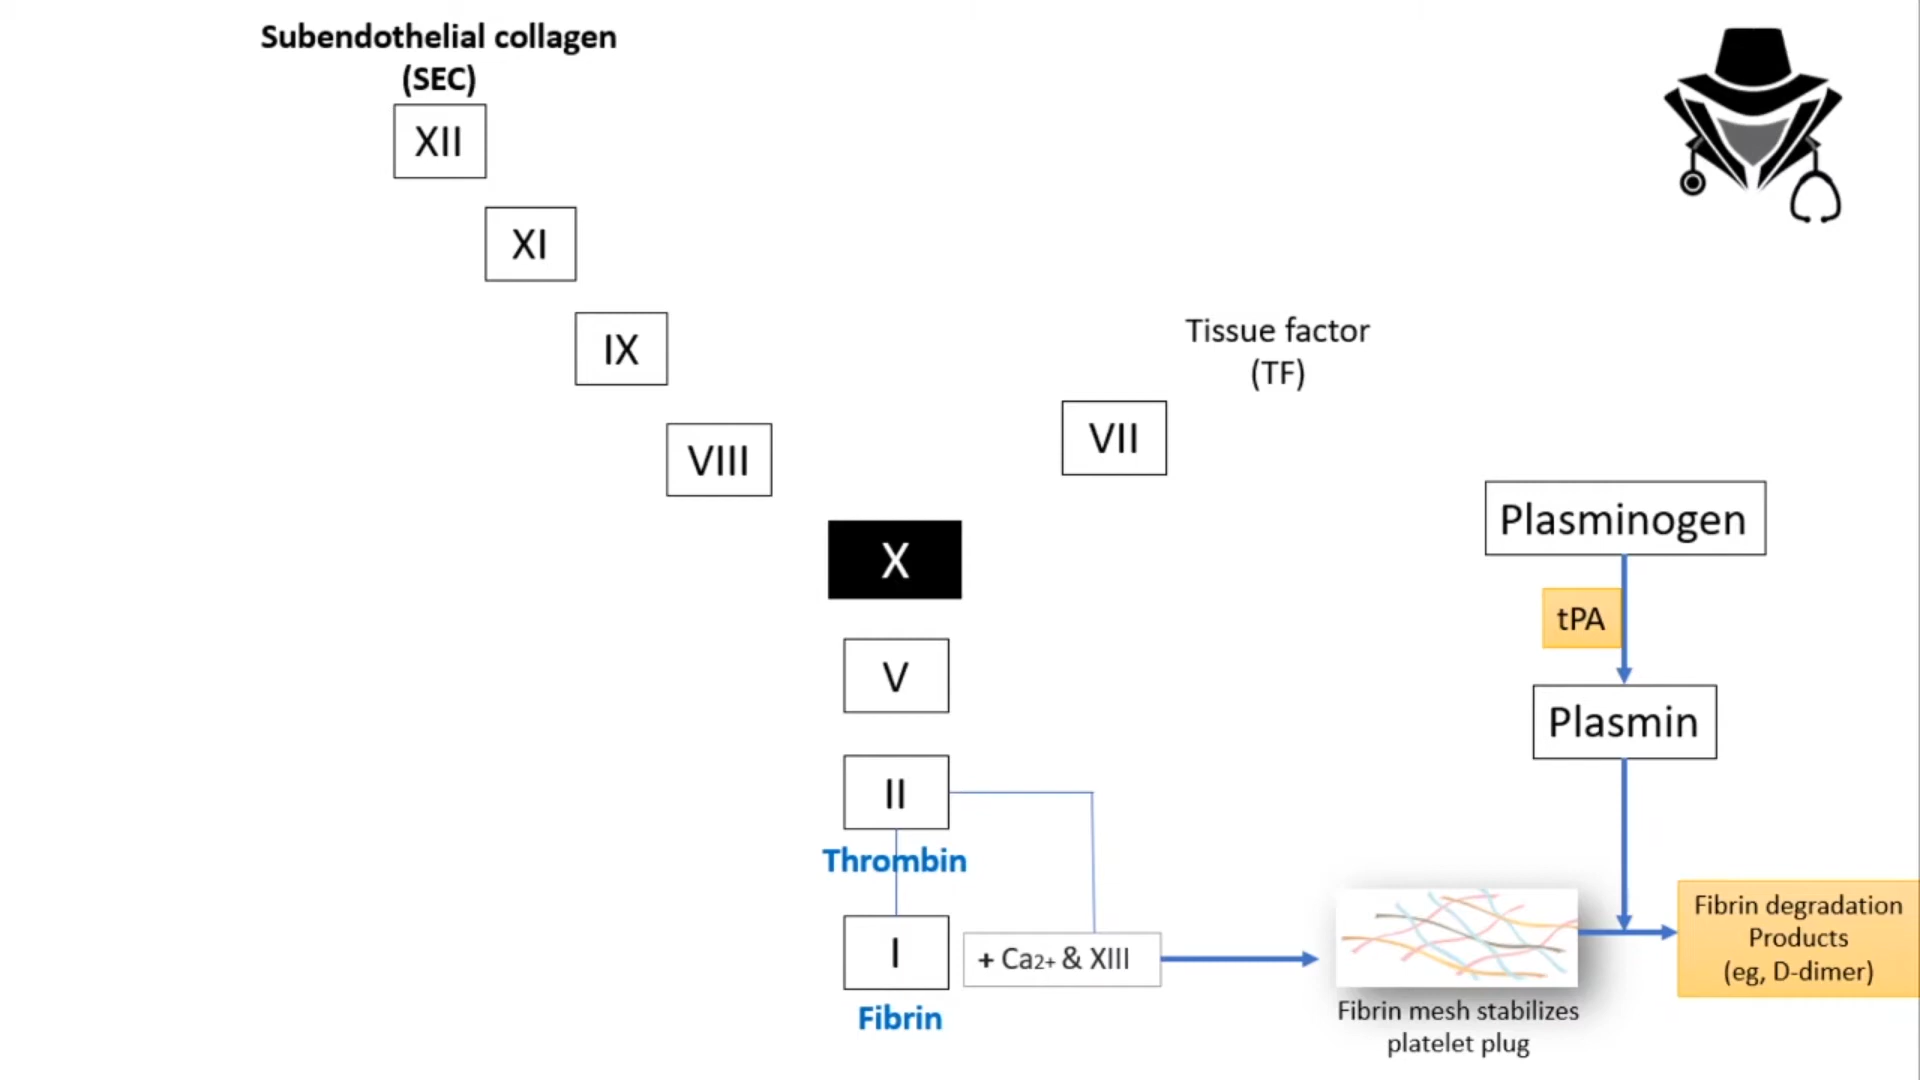 Subendothelial collagen
(SEC)
XII
XI
IX
VIII
Tissue factor
(TF)
VII
X
V
II
Thrombin
I
Fibrin
+ Ca2+ & XIII
Fibrin mesh stabilizes
platelet plug
Plasminogen
tPA
Plasmin
Fibrin degradation
Products
(eg, D-dimer)